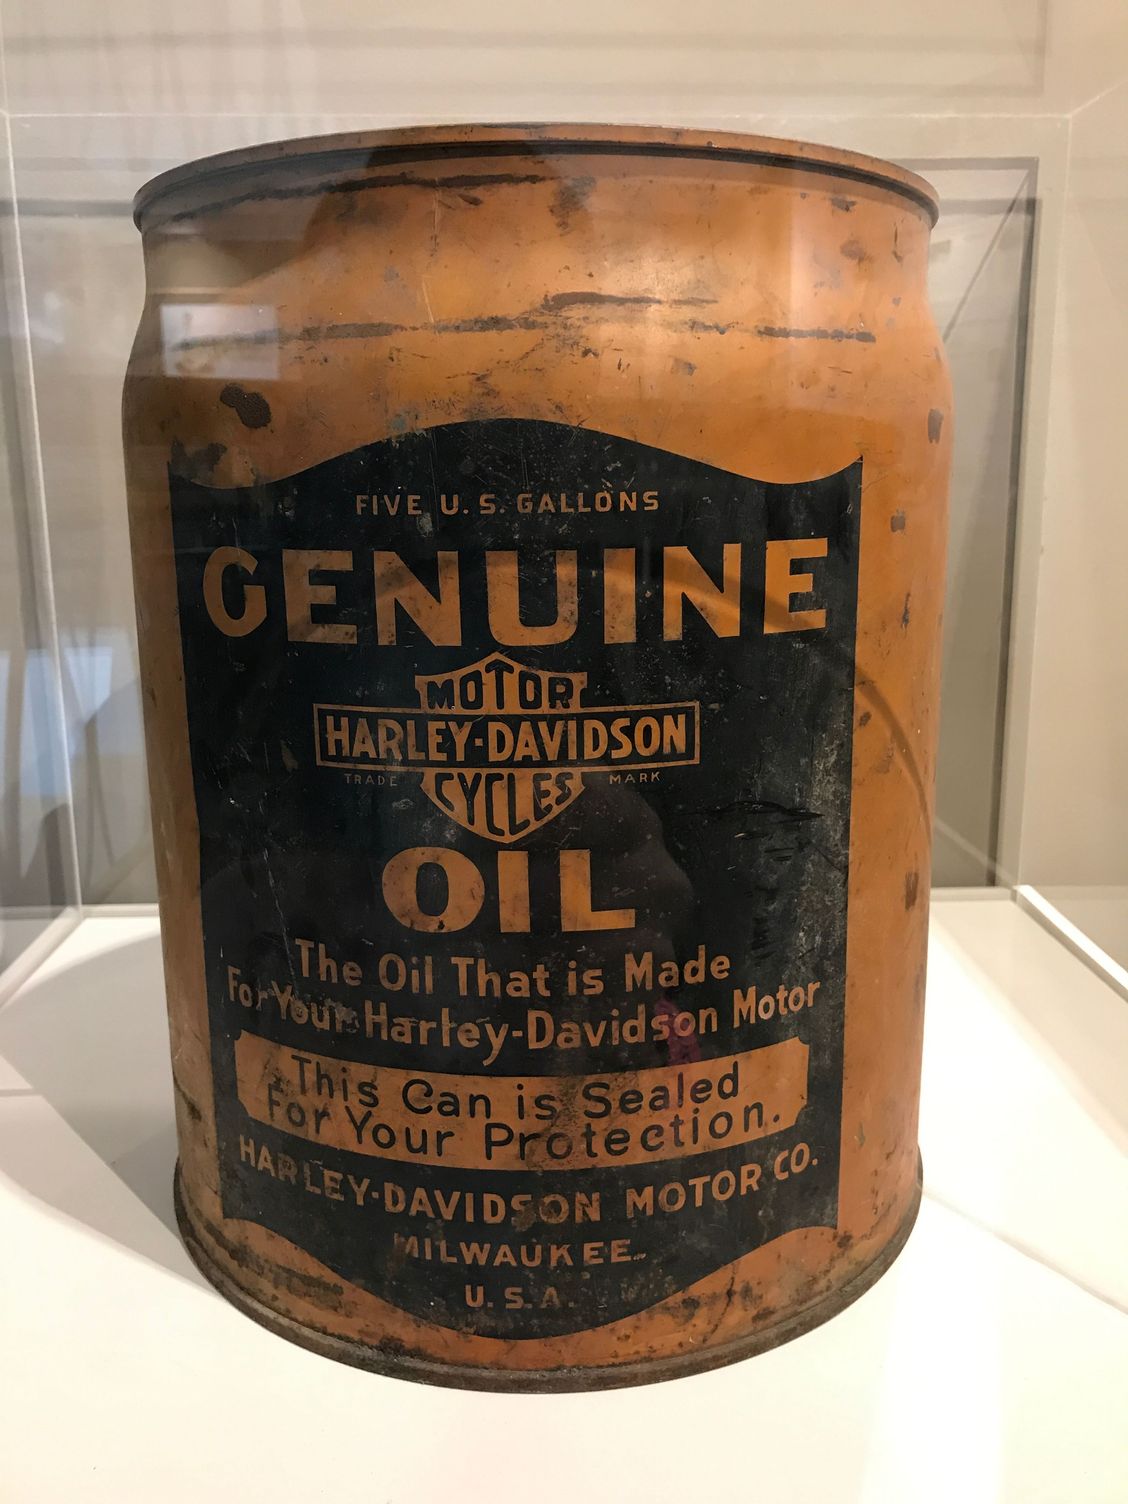 FIVE U.S. GALLONS
GENUINE
MOTOR
HARLEY-DAVIDSON
TRADE MARK
CYCLES
OIL
The Oil That is Made
For Your Harley-Davidson Motor
This Can is Sealed
For Your Protection.
HARLEY-DAVIDSON MOTOR CO.
MILWAUKEE
U.S.A.